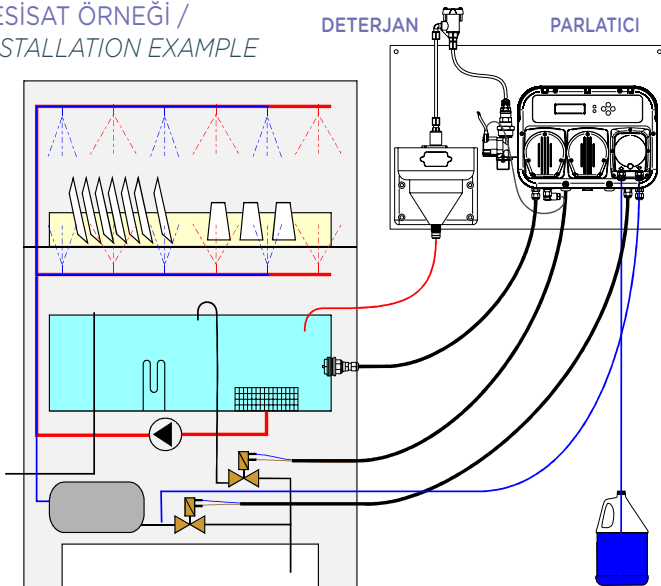 ESİSAT ÖRNEĞİ /
STALLATION EXAMPLE
DETERJAN
PARLATICI